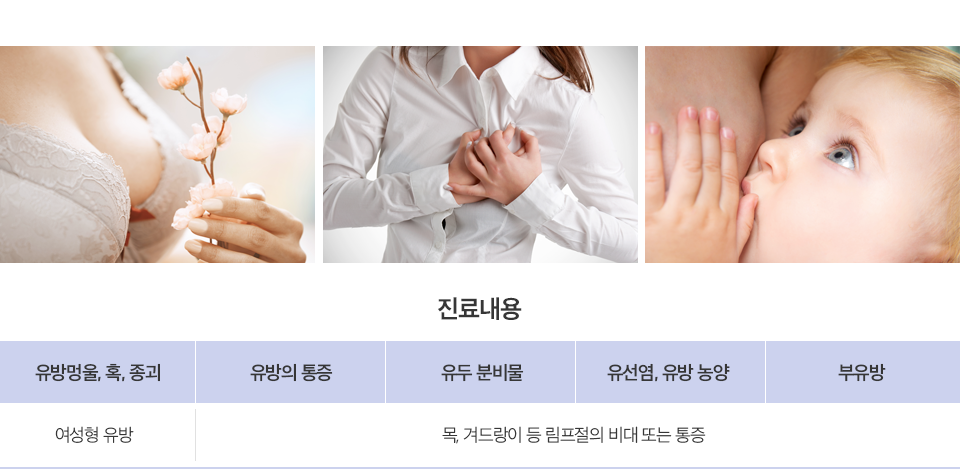 진료내용
유방멍울, 혹, 종괴
유방의 통증
유두 분비물
유선염, 유방 농양
부유방
여성형 유방
목, 겨드랑이 등 림프절의 비대 또는 통증